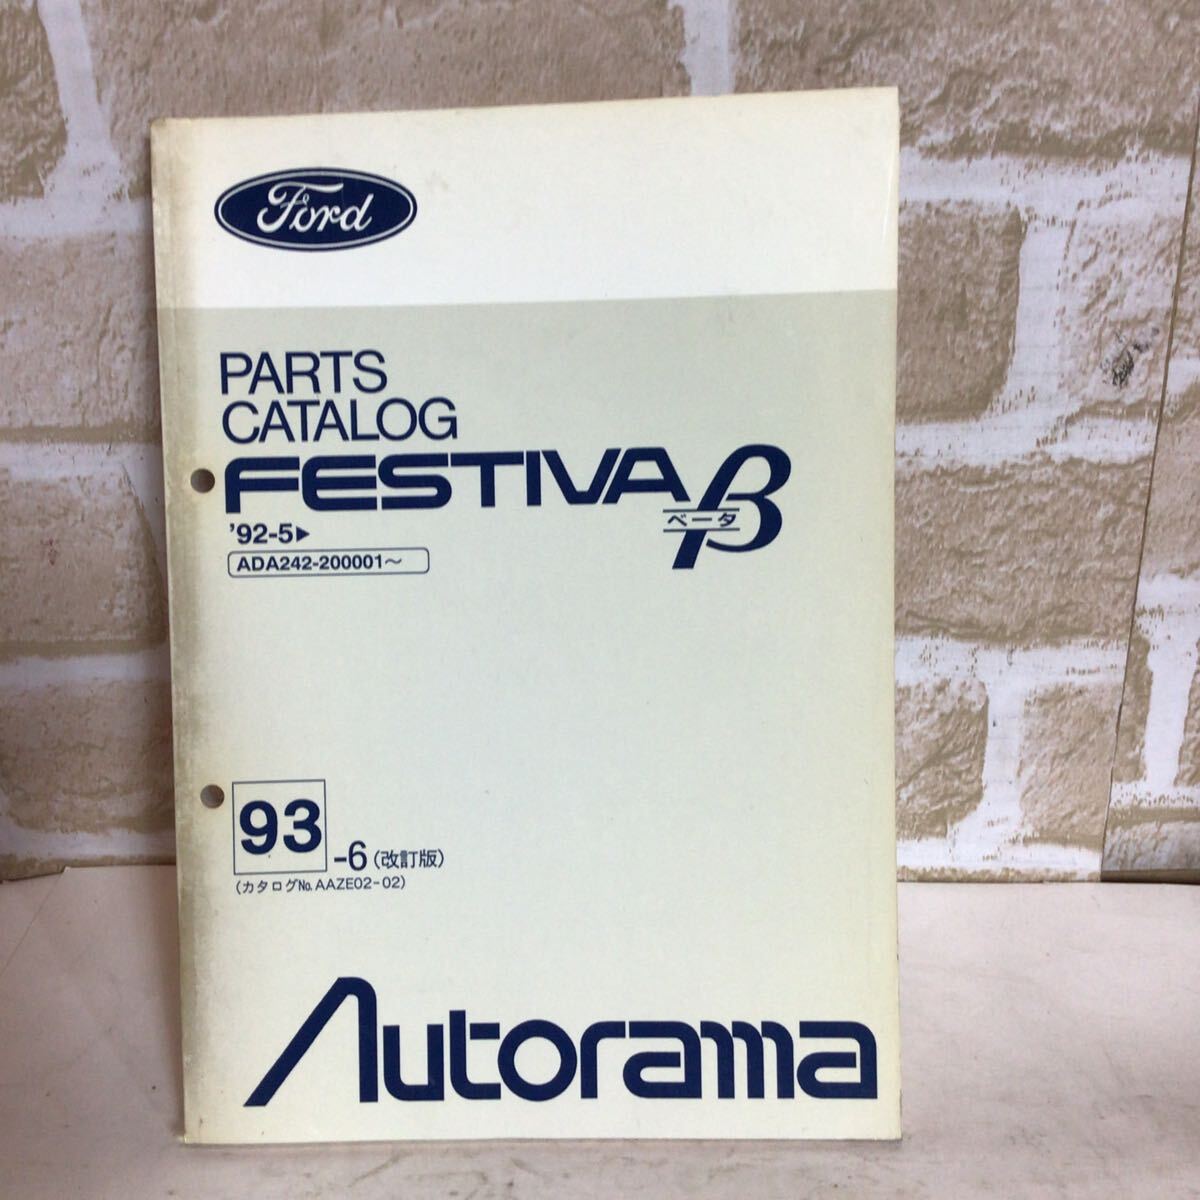 Ford
PARTS
CATALOG
FESTIVA β
ベータ
'92-5▶
ADA242-200001～
93-6(改訂版)
(カタログNo.AAZE02-02)
Autorama